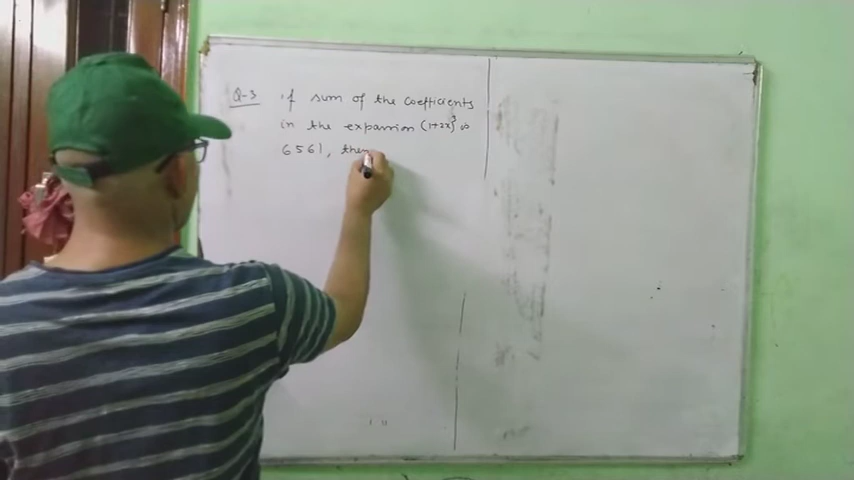 Q-3 if sum of the coefficients
in the expansion (1+2x)ⁿ is
6561, then